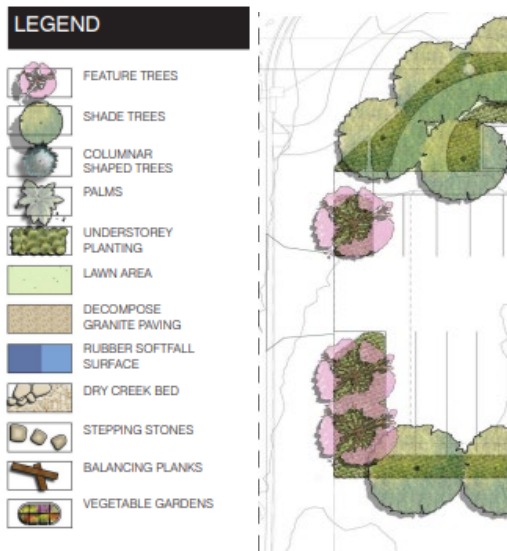 LEGEND
FEATURE TREES
SHADE TREES
COLUMNAR
SHAPED TREES
PALMS
UNDERSTOREY
PLANTING
LAWN AREA
DECOMPOSE
GRANITE PAVING
RUBBER SOFTFALL
SURFACE
DRY CREEK BED
STEPPING STONES
BALANCING PLANKS
VEGETABLE GARDENS